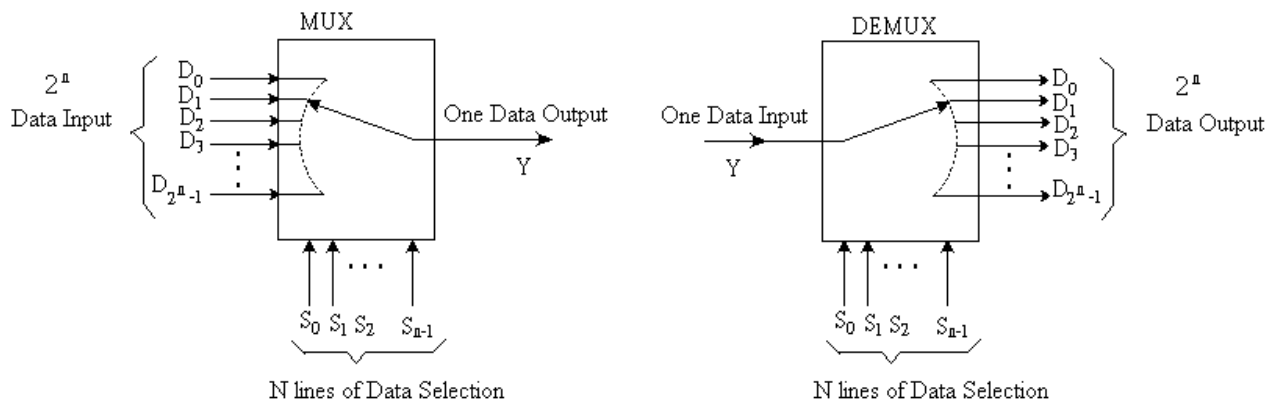 MUX
2ⁿ
Data Input
D₀
D₁
D₂
D₃
D₂ⁿ₋₁
One Data Output
Y
S₀ S₁ S₂ Sₙ₋₁
N lines of Data Selection
DEMUX
One Data Input
Y
D₀
D₁
D₂
D₃
D₂ⁿ₋₁
2ⁿ
Data Output
S₀ S₁ S₂ Sₙ₋₁
N lines of Data Selection